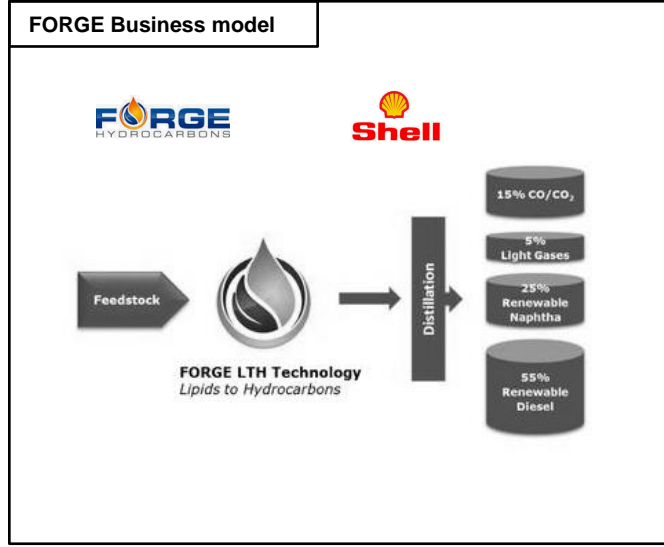 FORGE Business model
FORGE
HYDROCARBONS
Shell
15% CO/CO₂
5%
Light Gases
Feedstock
Distillation
25%
Renewable
Naphtha
FORGE LTH Technology
Lipids to Hydrocarbons
55%
Renewable
Diesel